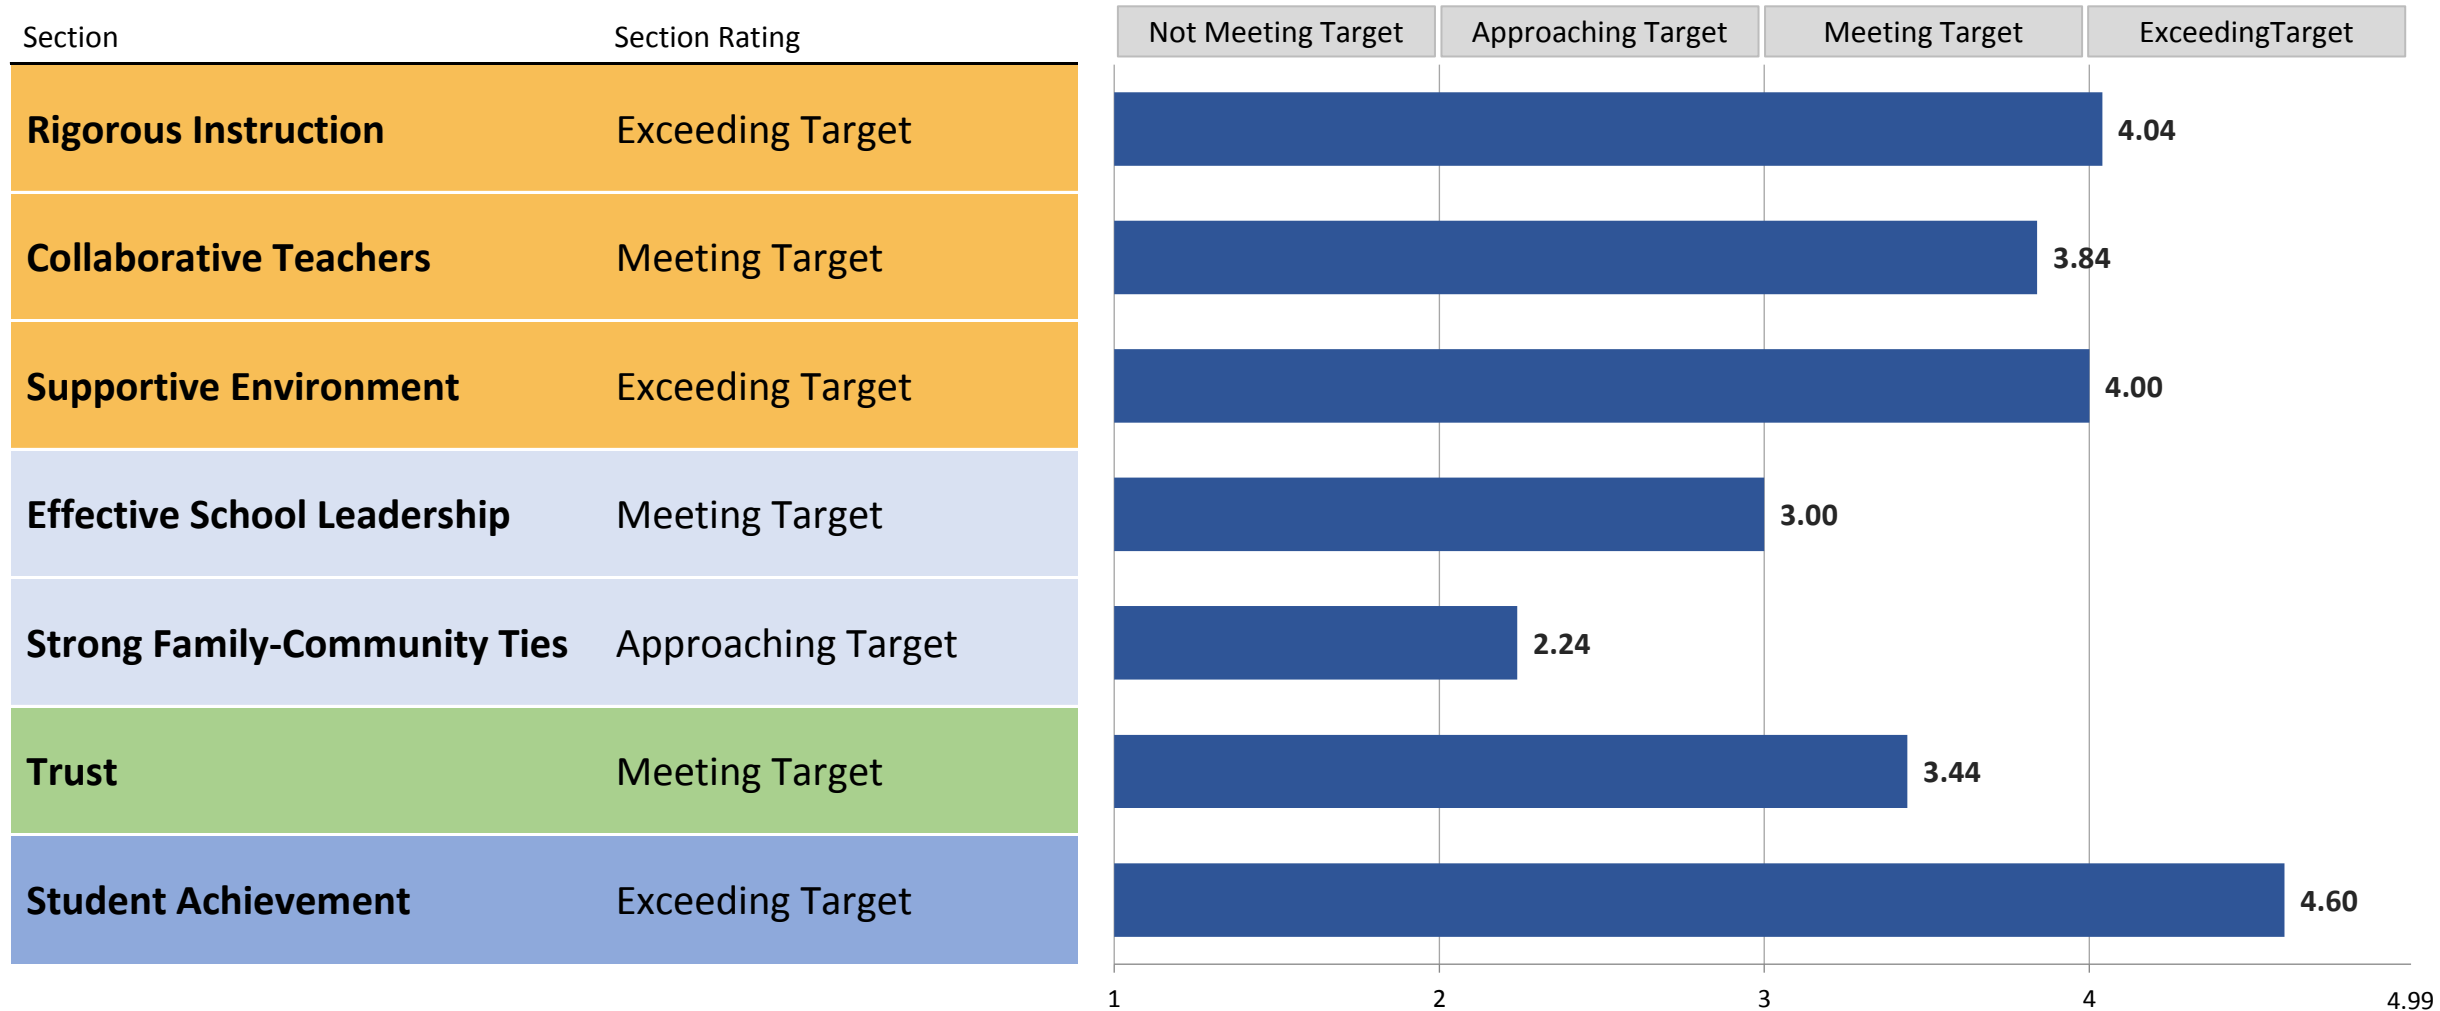 Section Section Rating Not Meeting Target Approaching Target Meeting Target ExceedingTarget
Rigorous Instruction Exceeding Target 4.04
Collaborative Teachers Meeting Target 3.84
Supportive Environment Exceeding Target 4.00
Effective School Leadership Meeting Target 3.00
Strong Family-Community Ties Approaching Target 2.24
Trust Meeting Target 3.44
Student Achievement Exceeding Target 4.60
1 2 3 4 4.99